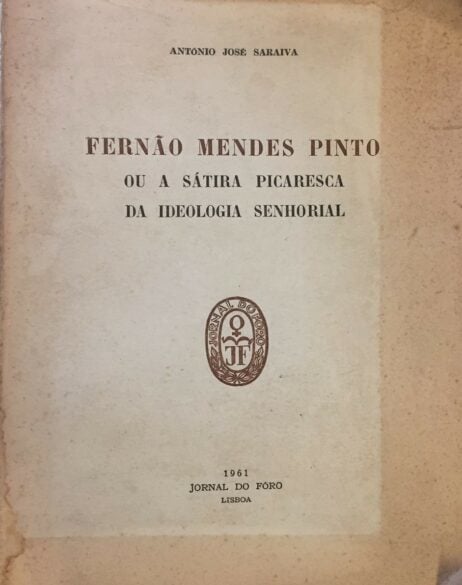 ANTÓNIO JOSÉ SARAIVA
FERNÃO MENDES PINTO
OU A SÁTIRA PICARESCA
DA IDEOLOGIA SENHORIAL
JORNAL DO FORO
JF
1961
JORNAL DO FÔRO
LISBOA